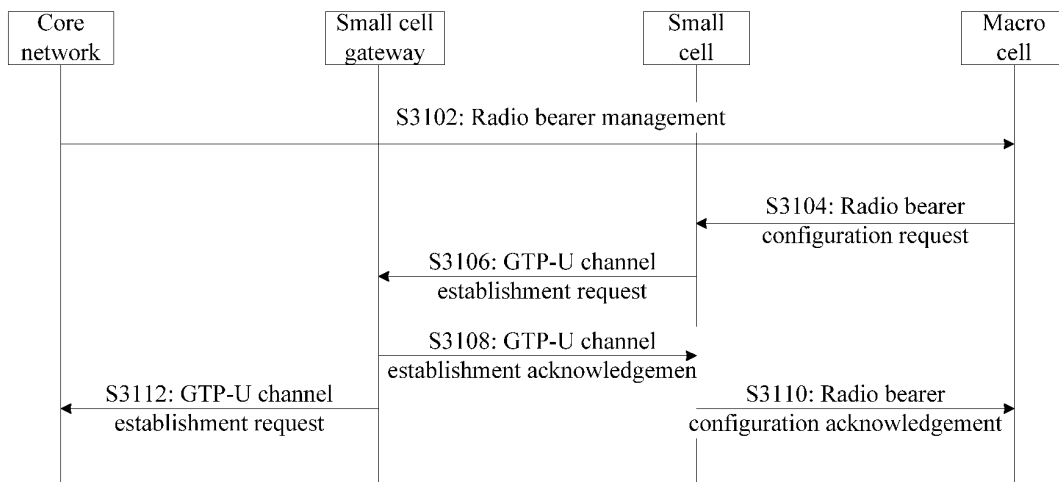 Core
network
Small cell
gateway
Small
cell
Macro
cell
S3102: Radio bearer management
S3104: Radio bearer
configuration request
S3106: GTP-U channel
establishment request
S3108: GTP-U channel
establishment acknowledgemen
S3112: GTP-U channel
establishment request
S3110: Radio bearer
configuration acknowledgement